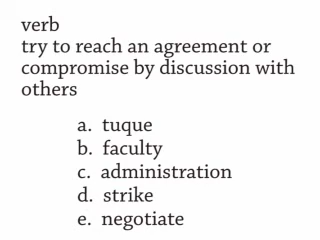 verb
try to reach an agreement or
compromise by discussion with
others
a. tuque
b. faculty
c. administration
d. strike
e. negotiate